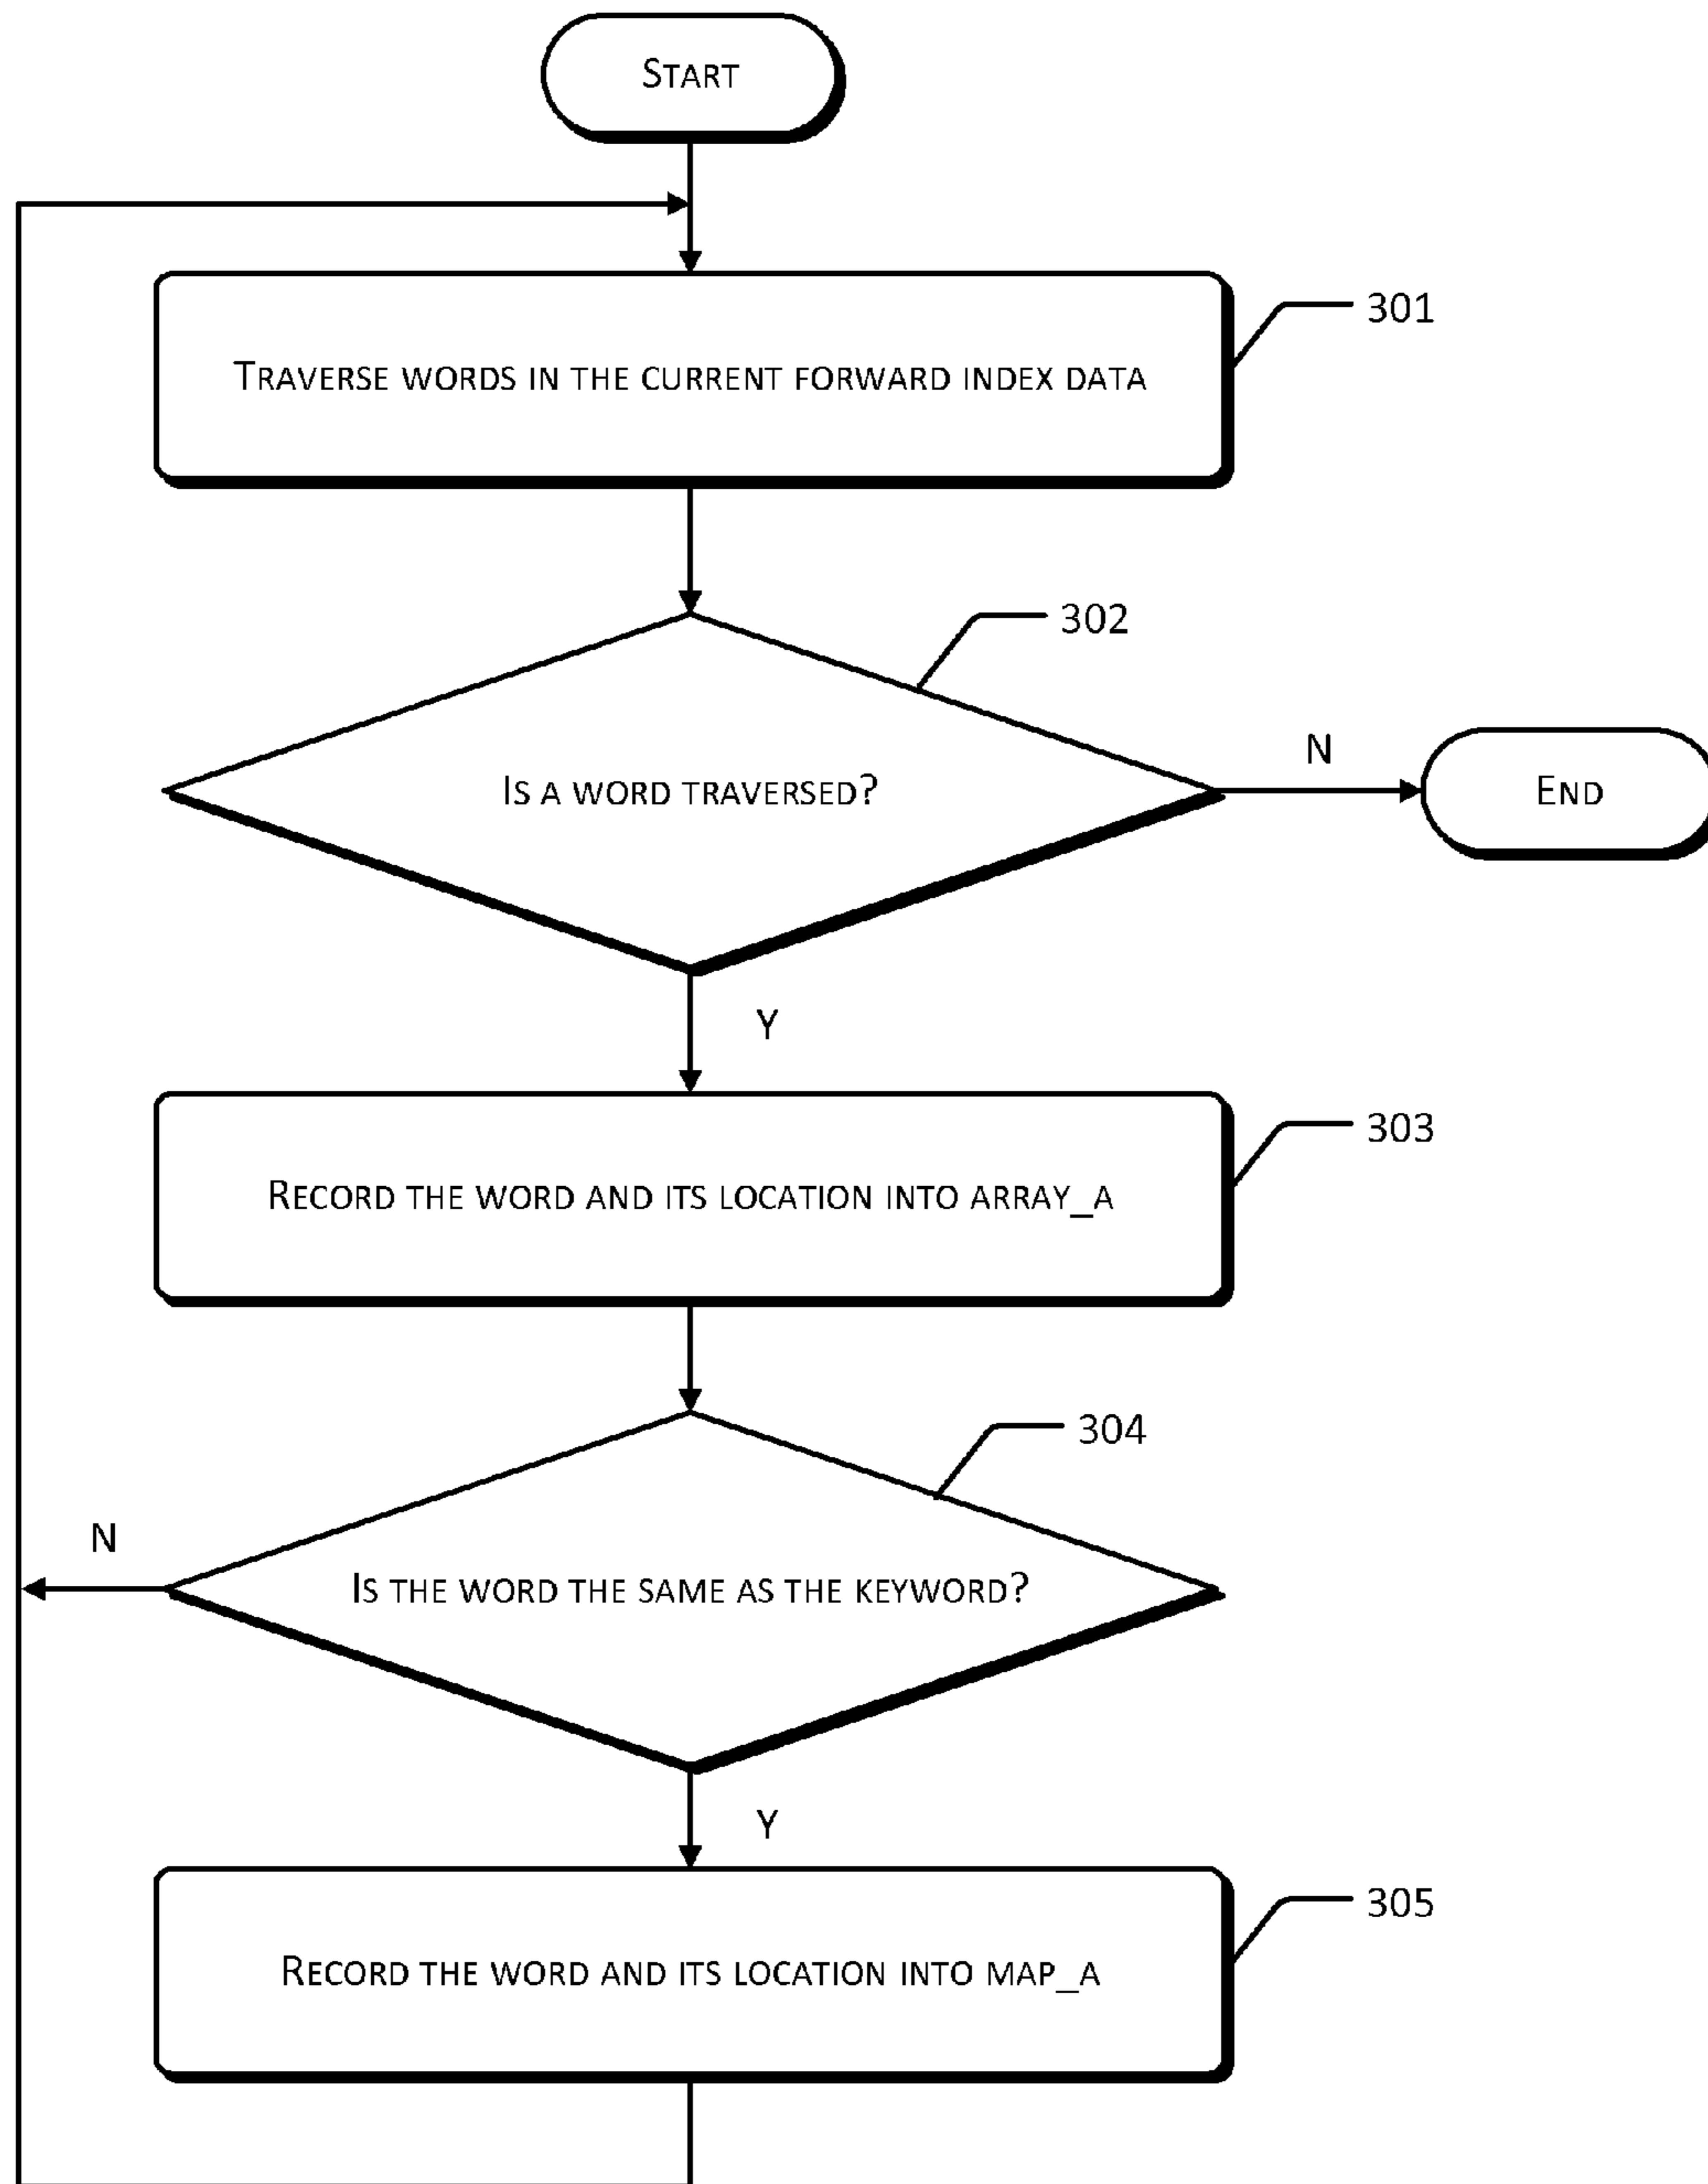 Start
301
Traverse words in the current forward index data
302
Is a word traversed?
N
End
Y
303
Record the word and its location into array_a
304
N
Is the word the same as the keyword?
Y
305
Record the word and its location into map_a